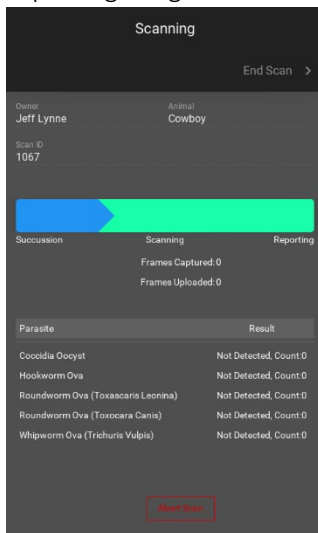 Scanning
End Scan >
Owner Animal
Jeff Lynne Cowboy
Scan ID
1067
Succussion Scanning Reporting
Frames Captured:0
Frames Uploaded:0
Parasite Result
Coccidia Oocyst Not Detected, Count:0
Hookworm Ova Not Detected, Count:0
Roundworm Ova (Toxascaris Leonina) Not Detected, Count:0
Roundworm Ova (Toxocara Canis) Not Detected, Count:0
Whipworm Ova (Trichuris Vulpis) Not Detected, Count:0
Abort Scan